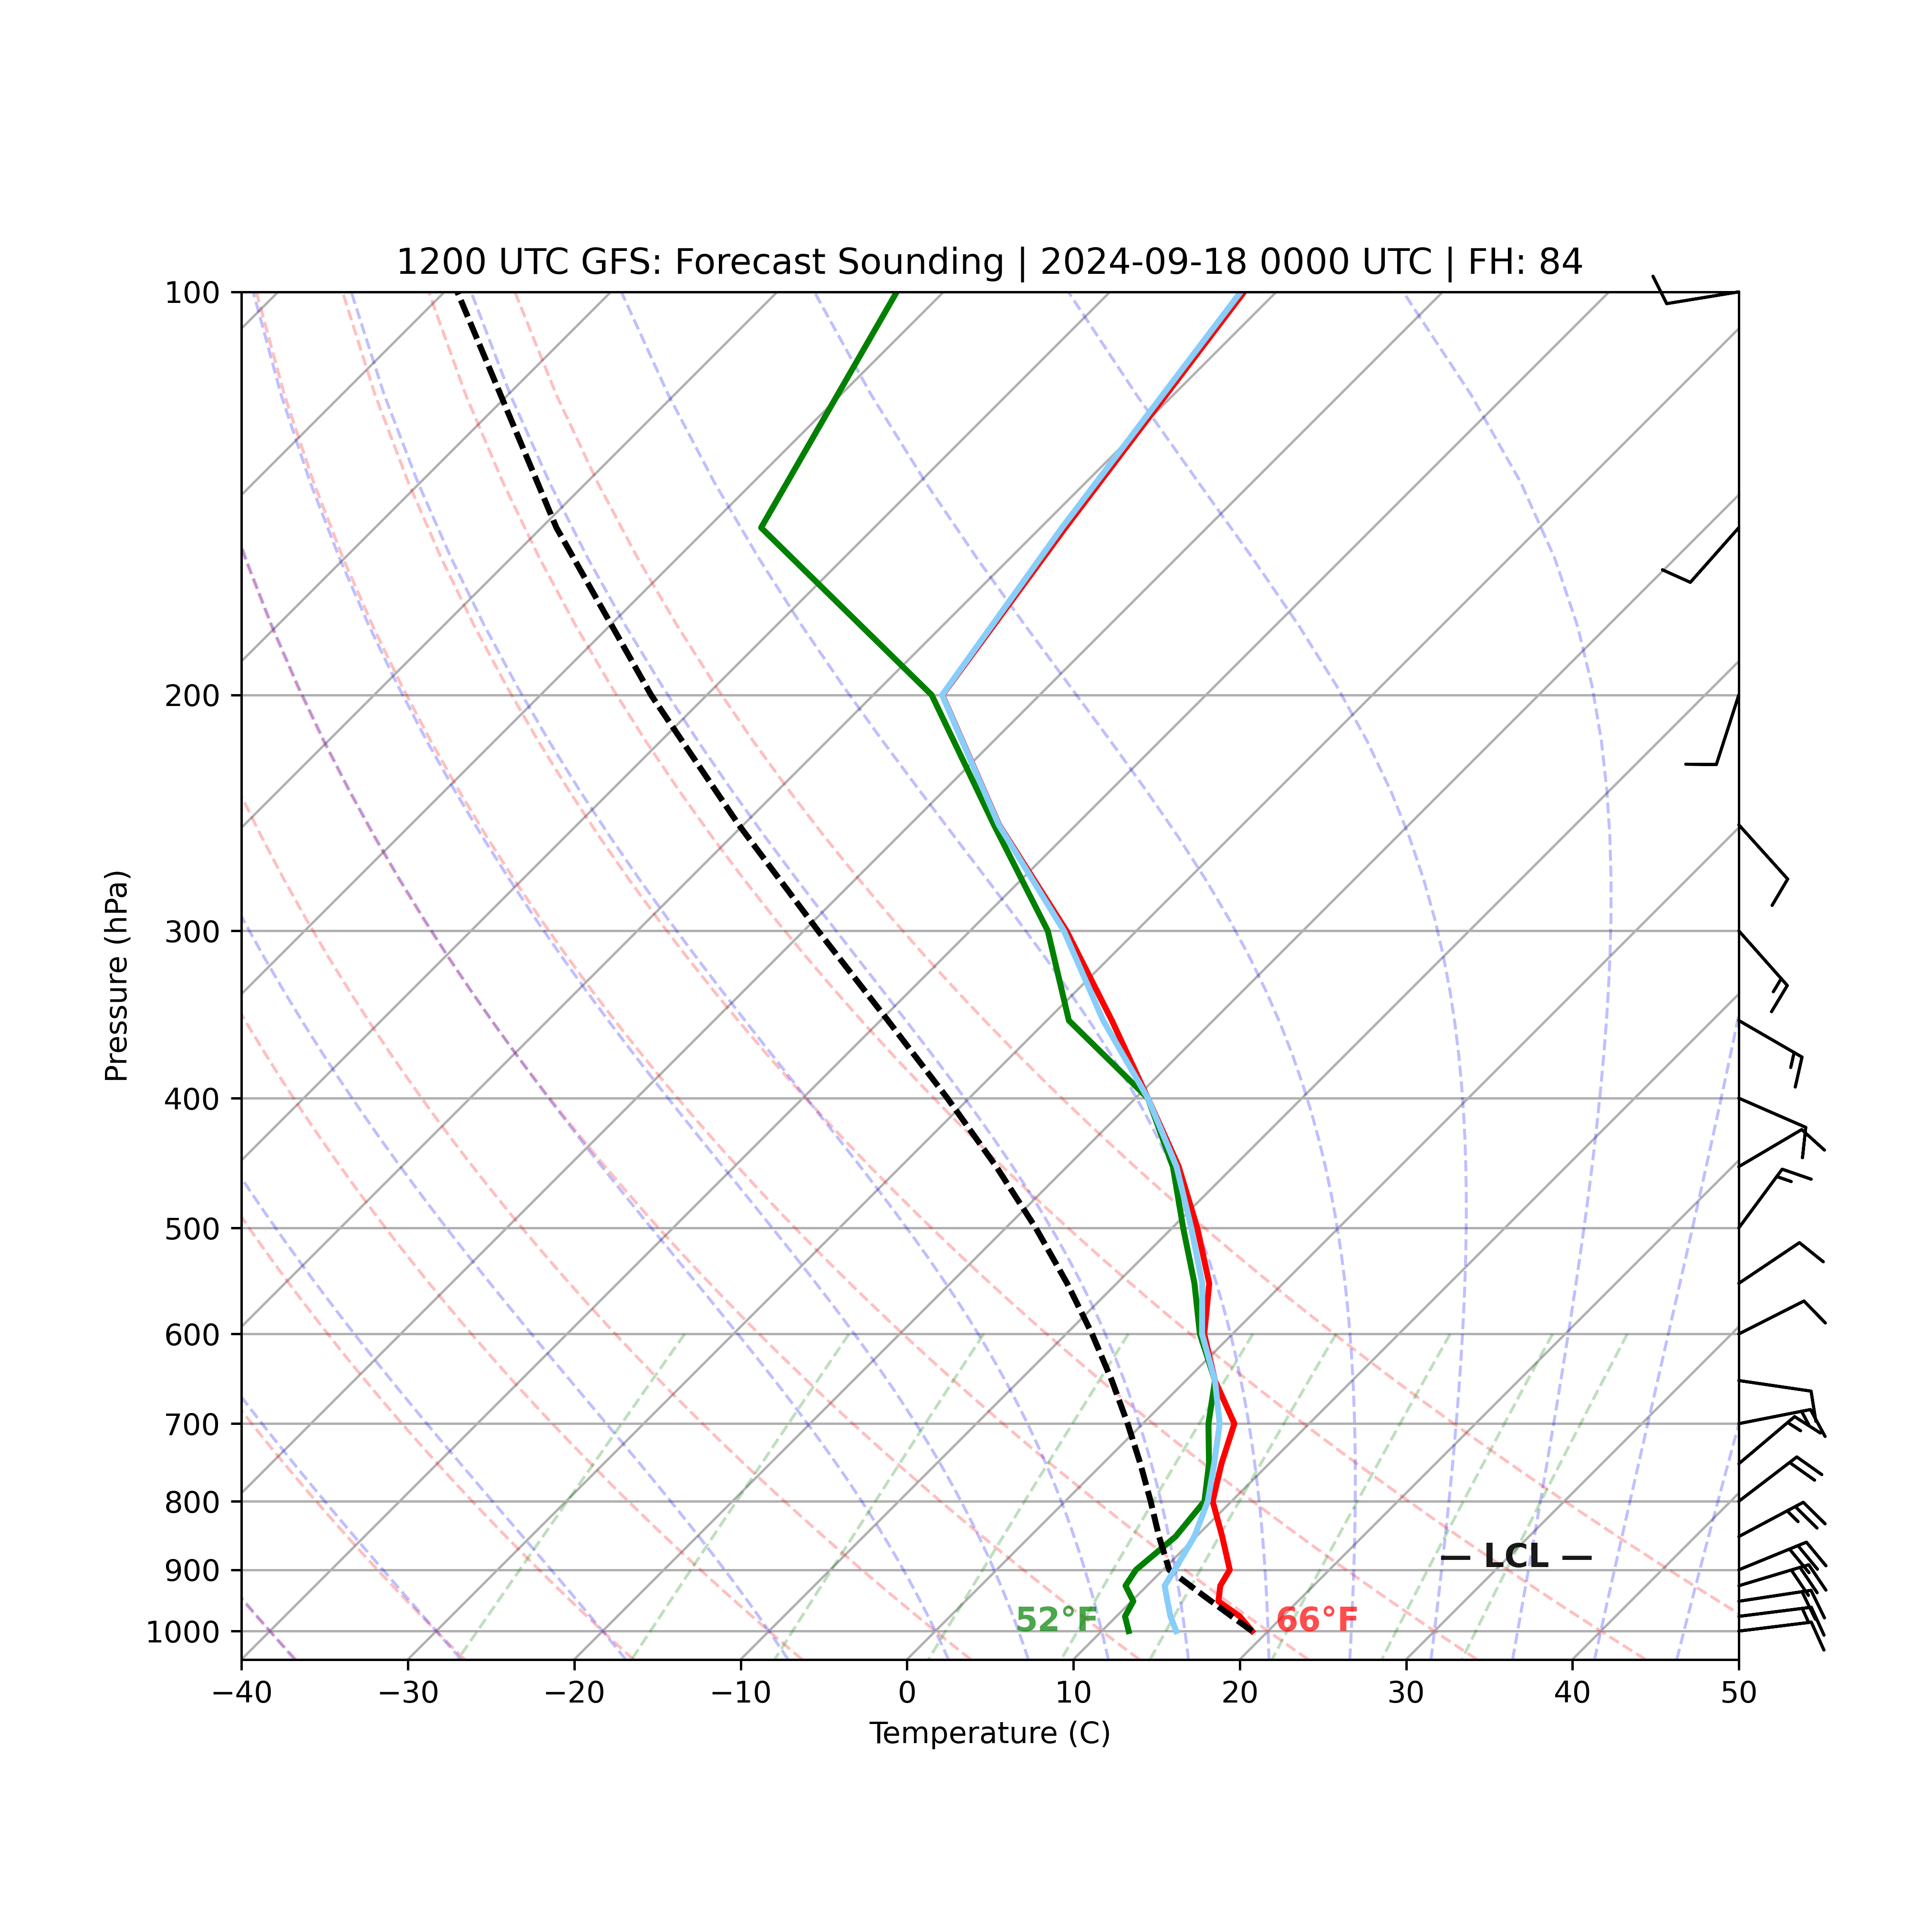 1200 UTC GFS: Forecast Sounding | 2024-09-18 0000 UTC | FH: 84
100
200
300
400
500
600
700
800
900
1000
Pressure (hPa)
— LCL —
52°F
66°F
−40 −30 −20 −10 0 10 20 30 40 50
Temperature (C)